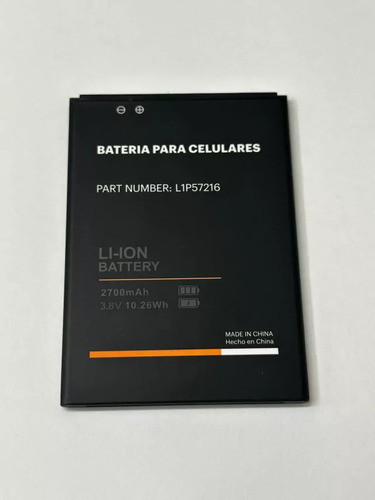 BATERIA PARA CELULARES
PART NUMBER: L1P57216
LI-ION
BATTERY
2700mAh
3.8V 10.26Wh
MADE IN CHINA
Hecho en China